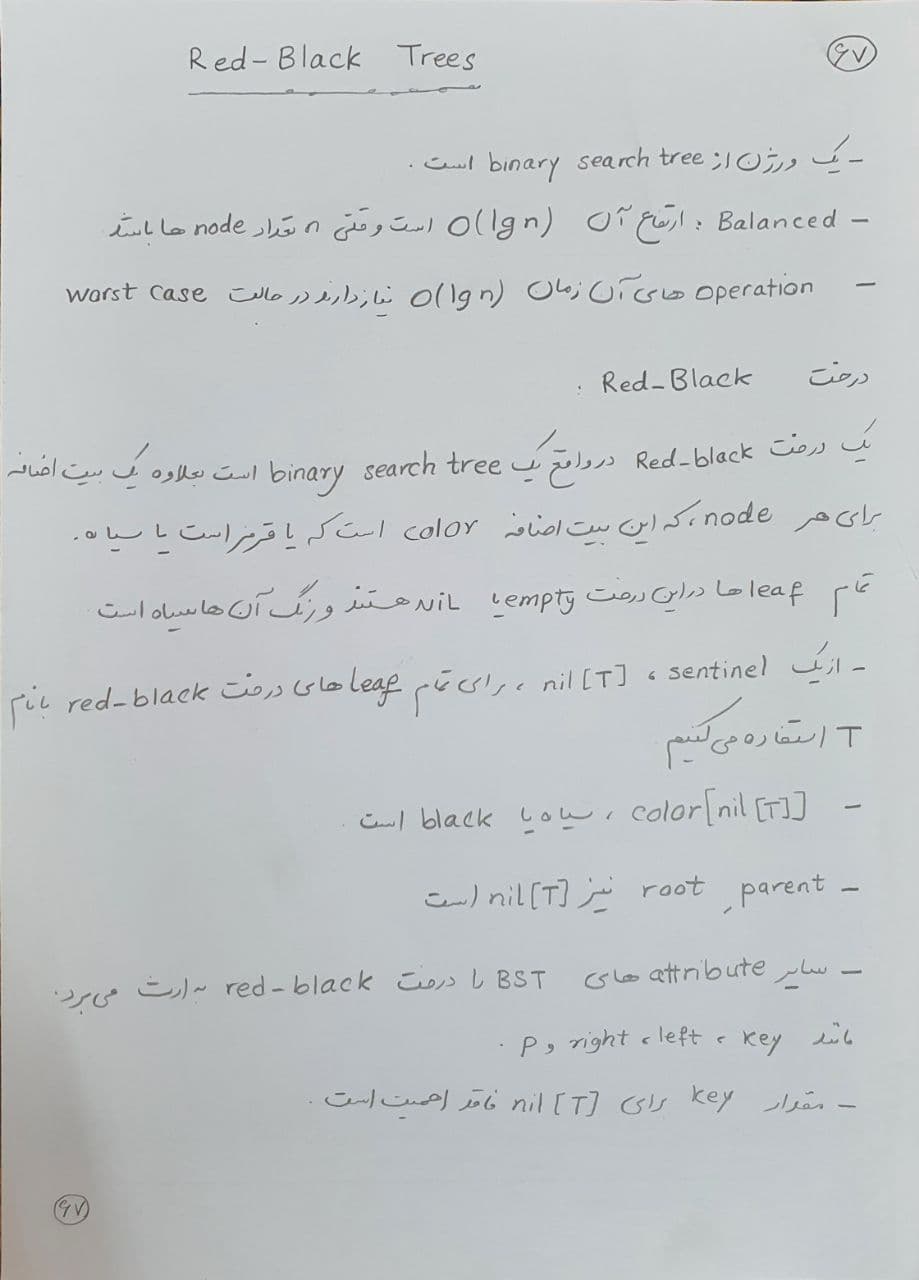 Red-Black Trees
۶۷
- یک ورژن از binary search tree است.
- Balanced: ارتفاع آن O(lgn) است وقتی n تعداد node ها باشد
- operation های آن زمان O(lgn) نیاز دارند در حالت worst case
درخت Red-Black:
یک درخت Red-black در واقع یک binary search tree است بعلاوه یک بیت اضافه
برای هر node، که این بیت اضافه color است که یا قرمز است یا سیاه.
تمام leaf ها در این درخت empty یا NIL هستند و رنگ آن ها سیاه است
- از یک sentinel، nil[T]، برای تمام leaf های درخت red-black بانام
T استفاده می کنیم
- color[nil[T]]، سیاه یا black است.
- parent، root نیز nil[T] است
- سایر attribute های BST را درخت red-black به ارث می برد.
مانند key، left، right و p.
- مقدار key برای nil[T] فاقد اهمیت است.
۶۷